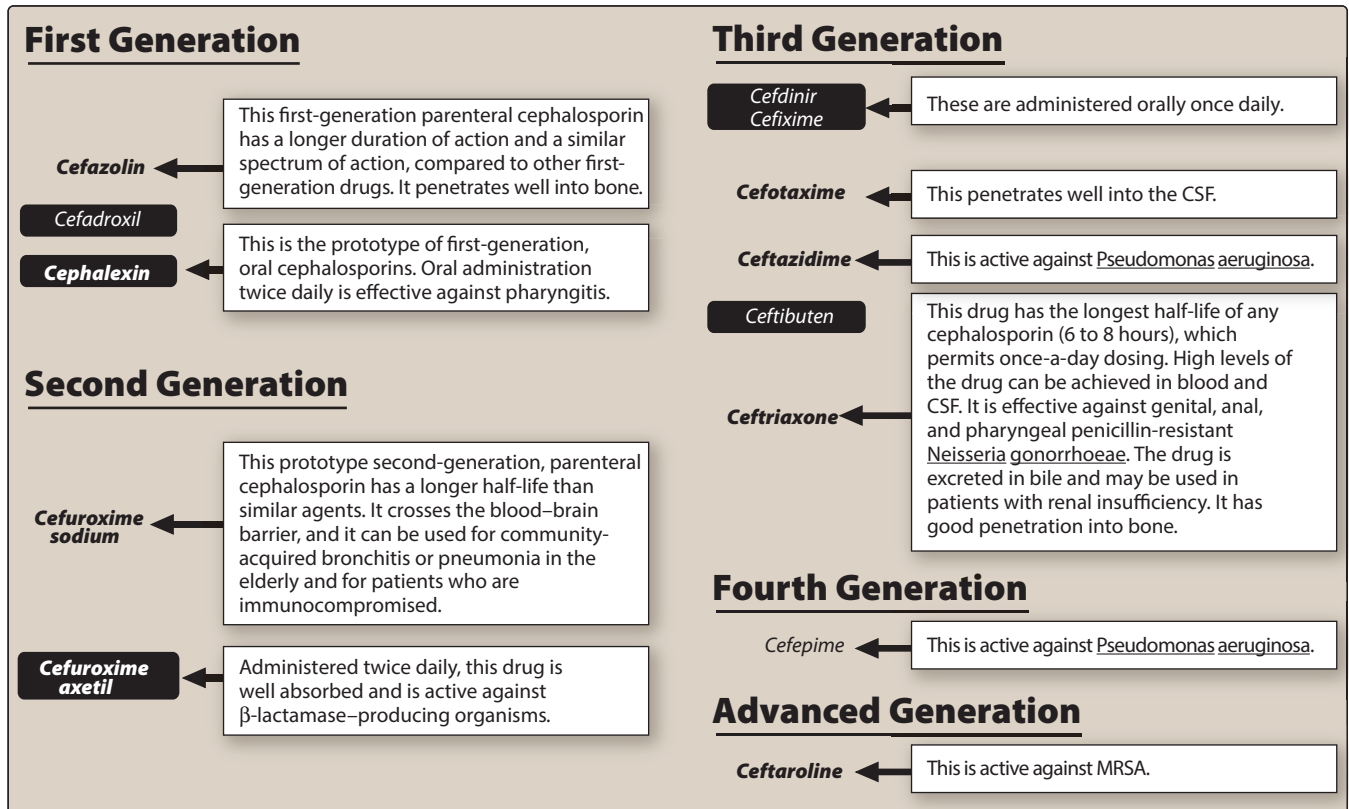 First Generation
Cefazolin
This first-generation parenteral cephalosporin
has a longer duration of action and a similar
spectrum of action, compared to other first-
generation drugs. It penetrates well into bone.
Cefadroxil
Cephalexin
This is the prototype of first-generation,
oral cephalosporins. Oral administration
twice daily is effective against pharyngitis.
Second Generation
Cefuroxime
sodium
This prototype second-generation, parenteral
cephalosporin has a longer half-life than
similar agents. It crosses the blood–brain
barrier, and it can be used for community-
acquired bronchitis or pneumonia in the
elderly and for patients who are
immunocompromised.
Cefuroxime
axetil
Administered twice daily, this drug is
well absorbed and is active against
β-lactamase–producing organisms.
Third Generation
Cefdinir
Cefixime
These are administered orally once daily.
Cefotaxime
This penetrates well into the CSF.
Ceftazidime
This is active against Pseudomonas aeruginosa.
Ceftibuten
Ceftriaxone
This drug has the longest half-life of any
cephalosporin (6 to 8 hours), which
permits once-a-day dosing. High levels of
the drug can be achieved in blood and
CSF. It is effective against genital, anal,
and pharyngeal penicillin-resistant
Neisseria gonorrhoeae. The drug is
excreted in bile and may be used in
patients with renal insufficiency. It has
good penetration into bone.
Fourth Generation
Cefepime
This is active against Pseudomonas aeruginosa.
Advanced Generation
Ceftaroline
This is active against MRSA.